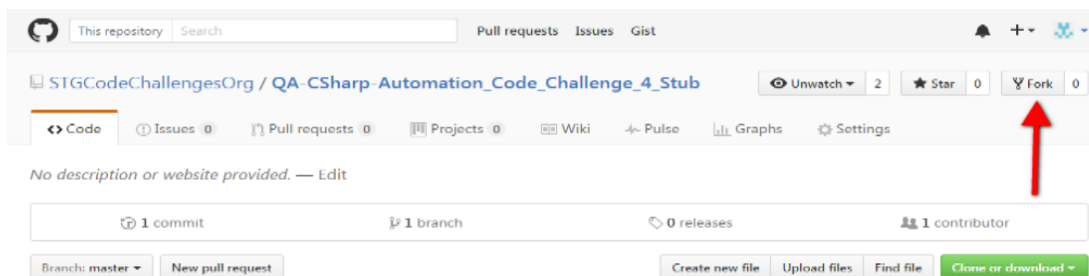 This repository Search Pull requests Issues Gist
STGCodeChallengesOrg / QA-CSharp-Automation_Code_Challenge_4_Stub Unwatch 2 Star 0 Fork 0
Code Issues 0 Pull requests 0 Projects 0 Wiki Pulse Graphs Settings
No description or website provided. — Edit
1 commit 1 branch 0 releases 1 contributor
Branch: master New pull request Create new file Upload files Find file Clone or download